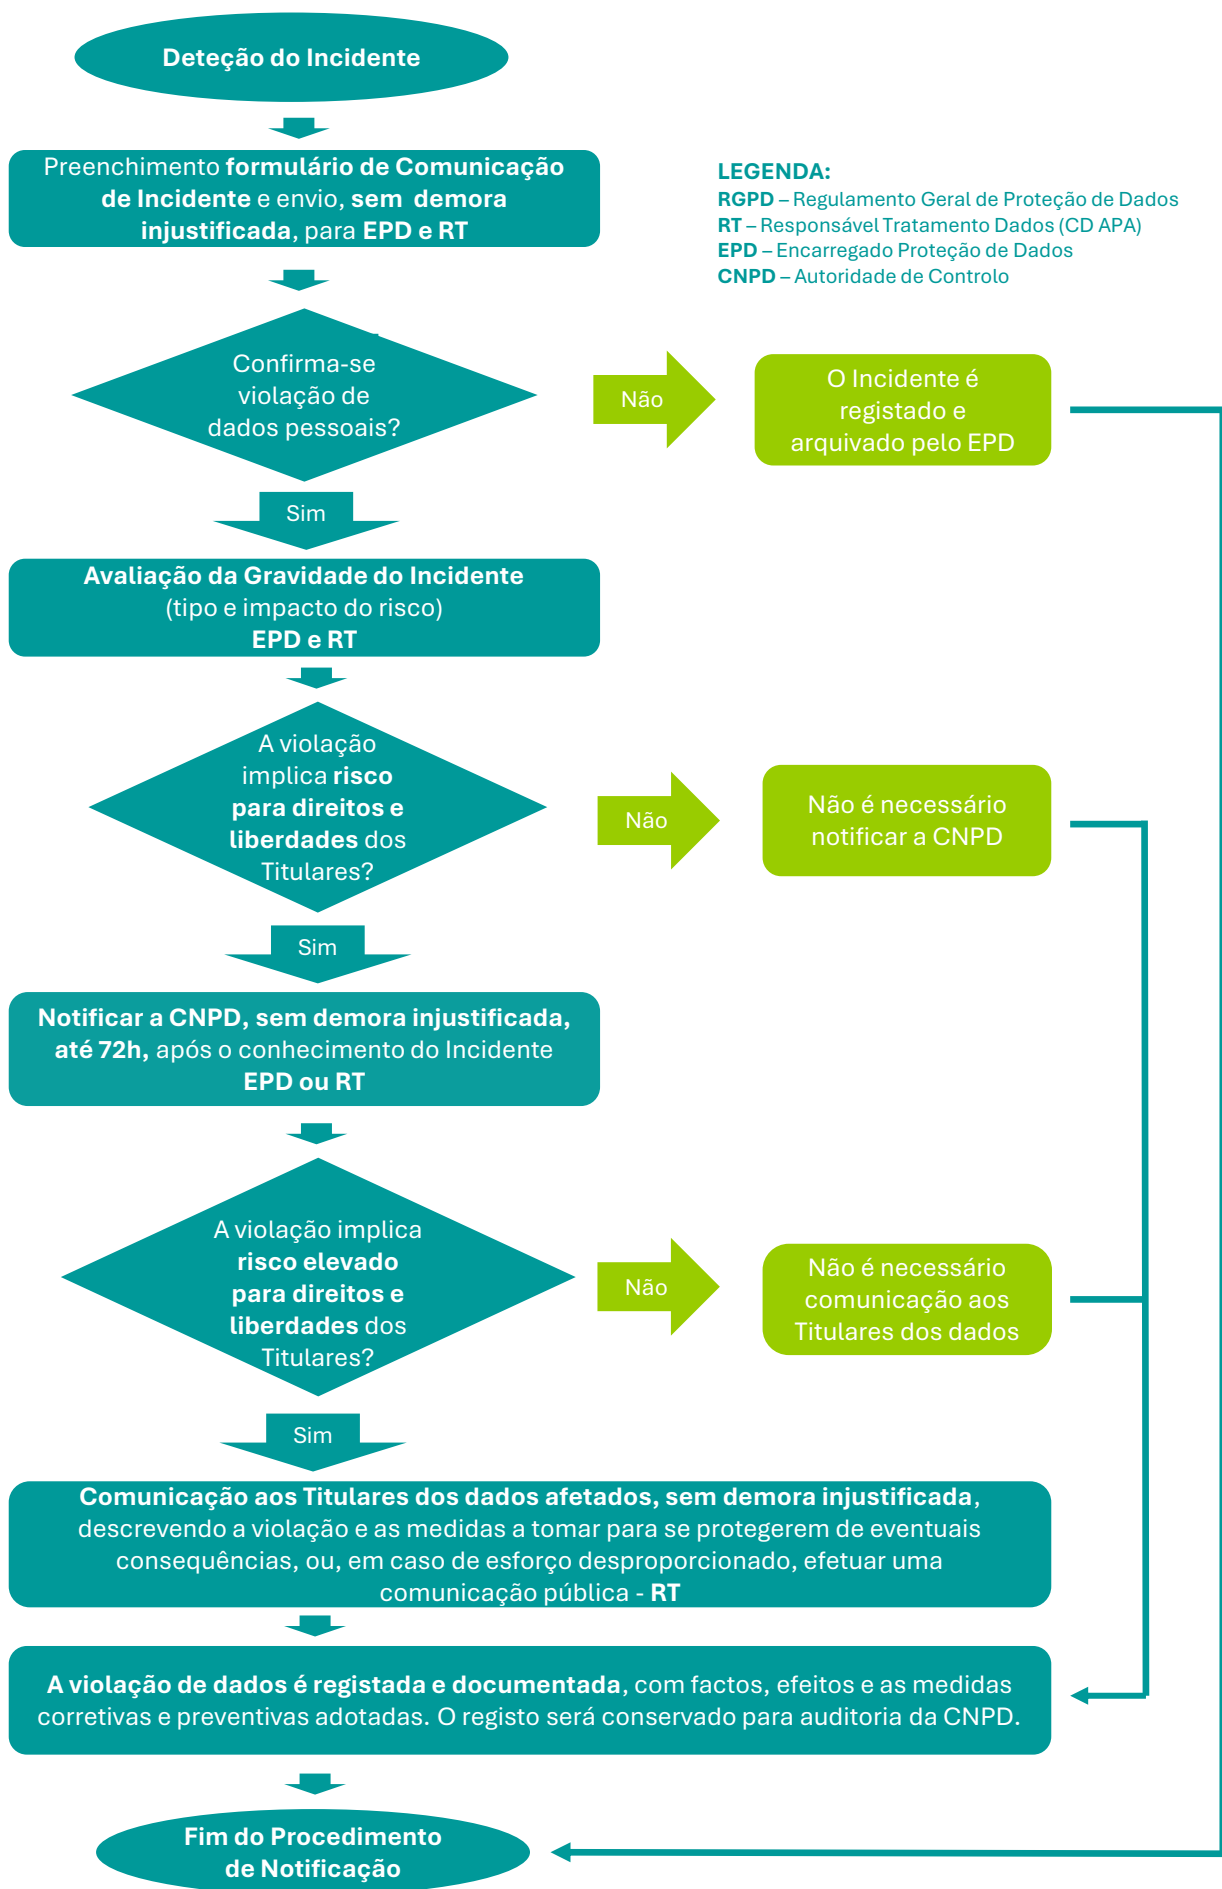 Deteção do Incidente
Preenchimento formulário de Comunicação
de Incidente e envio, sem demora
injustificada, para EPD e RT
LEGENDA:
RGPD – Regulamento Geral de Proteção de Dados
RT – Responsável Tratamento Dados (CD APA)
EPD – Encarregado Proteção de Dados
CNPD – Autoridade de Controlo
Confirma-se
violação de
dados pessoais?
Não
O Incidente é
registado e
arquivado pelo EPD
Sim
Avaliação da Gravidade do Incidente
(tipo e impacto do risco)
EPD e RT
A violação
implica risco
para direitos e
liberdades dos
Titulares?
Não
Não é necessário
notificar a CNPD
Sim
Notificar a CNPD, sem demora injustificada,
até 72h, após o conhecimento do Incidente
EPD ou RT
A violação implica
risco elevado
para direitos e
liberdades dos
Titulares?
Não
Não é necessário
comunicação aos
Titulares dos dados
Sim
Comunicação aos Titulares dos dados afetados, sem demora injustificada,
descrevendo a violação e as medidas a tomar para se protegerem de eventuais
consequências, ou, em caso de esforço desproporcionado, efetuar uma
comunicação pública - RT
A violação de dados é registada e documentada, com factos, efeitos e as medidas
corretivas e preventivas adotadas. O registo será conservado para auditoria da CNPD.
Fim do Procedimento
de Notificação